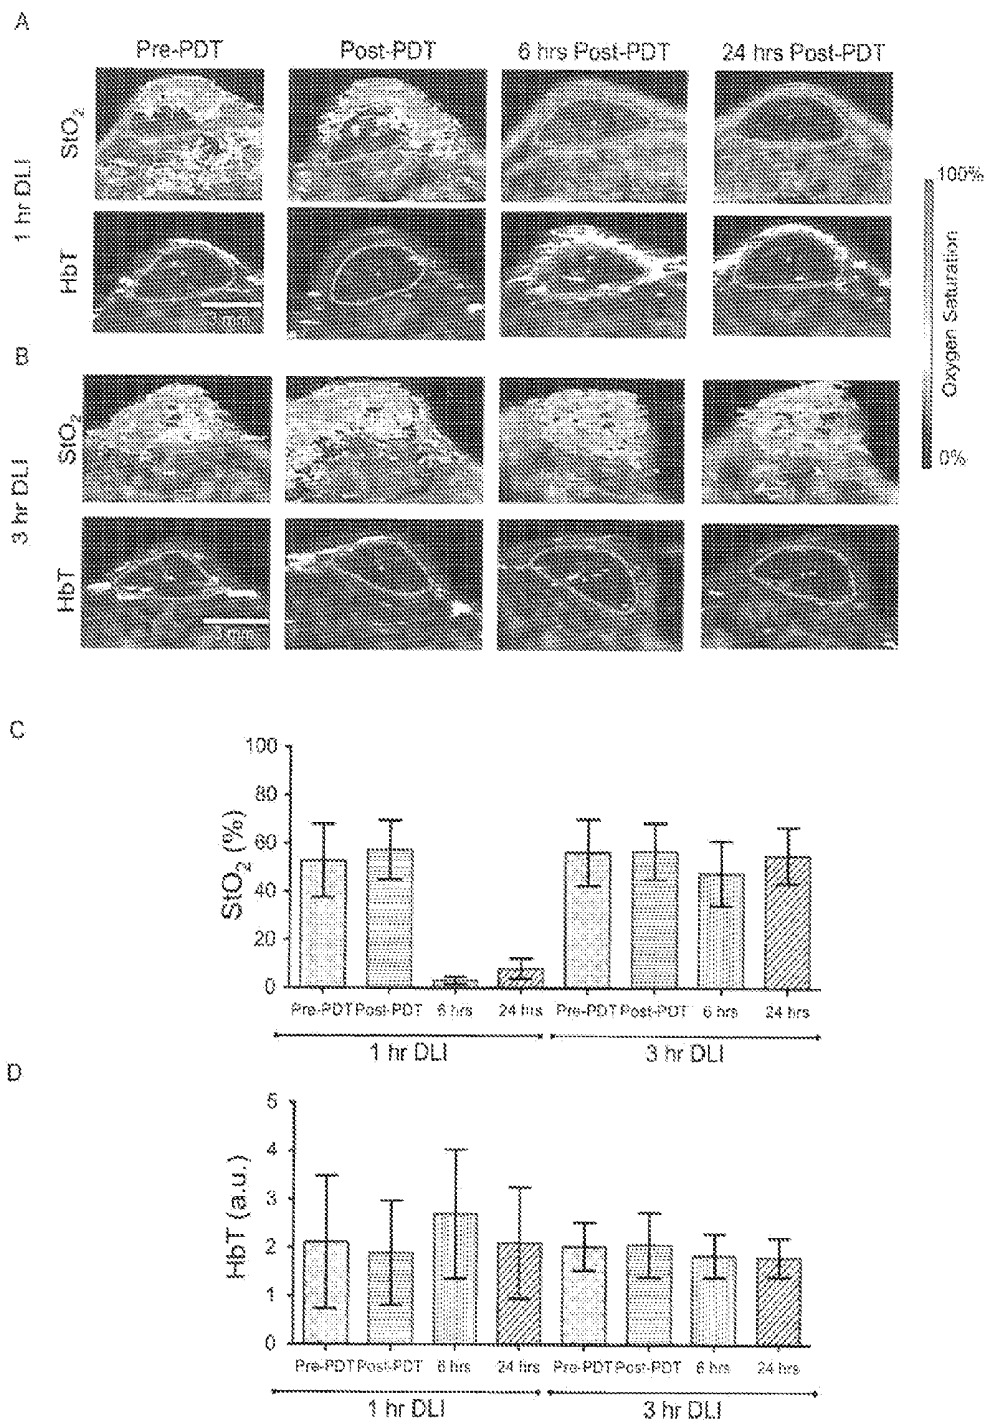 A
Pre-PDT Post-PDT 6 hrs Post-PDT 24 hrs Post-PDT
1 hr DLI
StO2
HbT
3 mm
100%
Oxygen Saturation
0%
B
3 hr DLI
StO2
HbT
3 mm
C
StO2 (%)
100
80
60
40
20
0
Pre-PDT Post-PDT 6 hrs 24 hrs Pre-PDT Post-PDT 6 hrs 24 hrs
1 hr DLI 3 hr DLI
D
HbT (a.u.)
5
4
3
2
1
0
Pre-PDT Post-PDT 6 hrs 24 hrs Pre-PDT Post-PDT 6 hrs 24 hrs
1 hr DLI 3 hr DLI